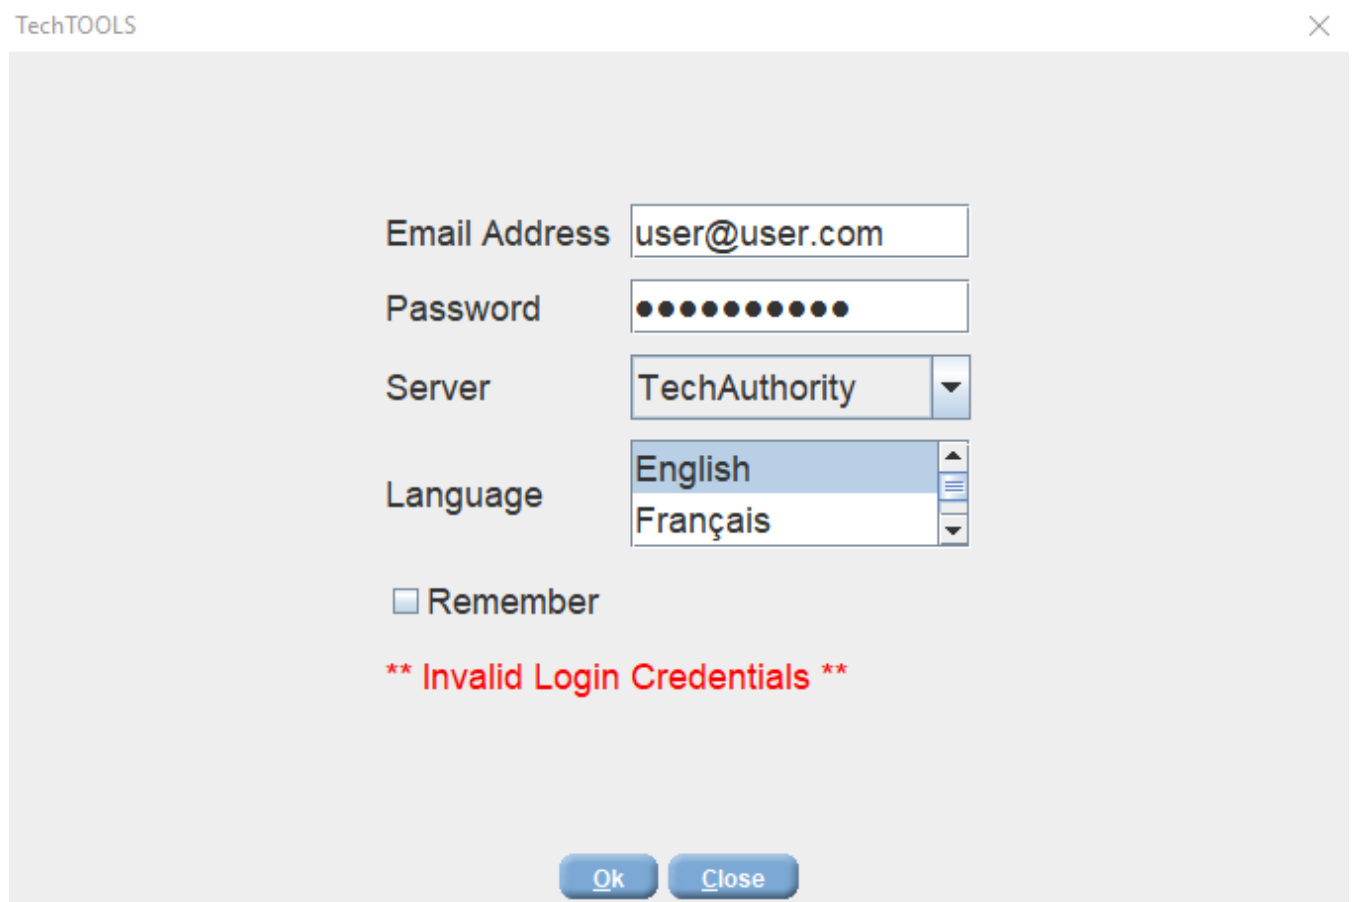 TechTOOLS
Email Address user@user.com
Password ●●●●●●●●●●
Server TechAuthority
Language English
Français
Remember
** Invalid Login Credentials **
Ok Close